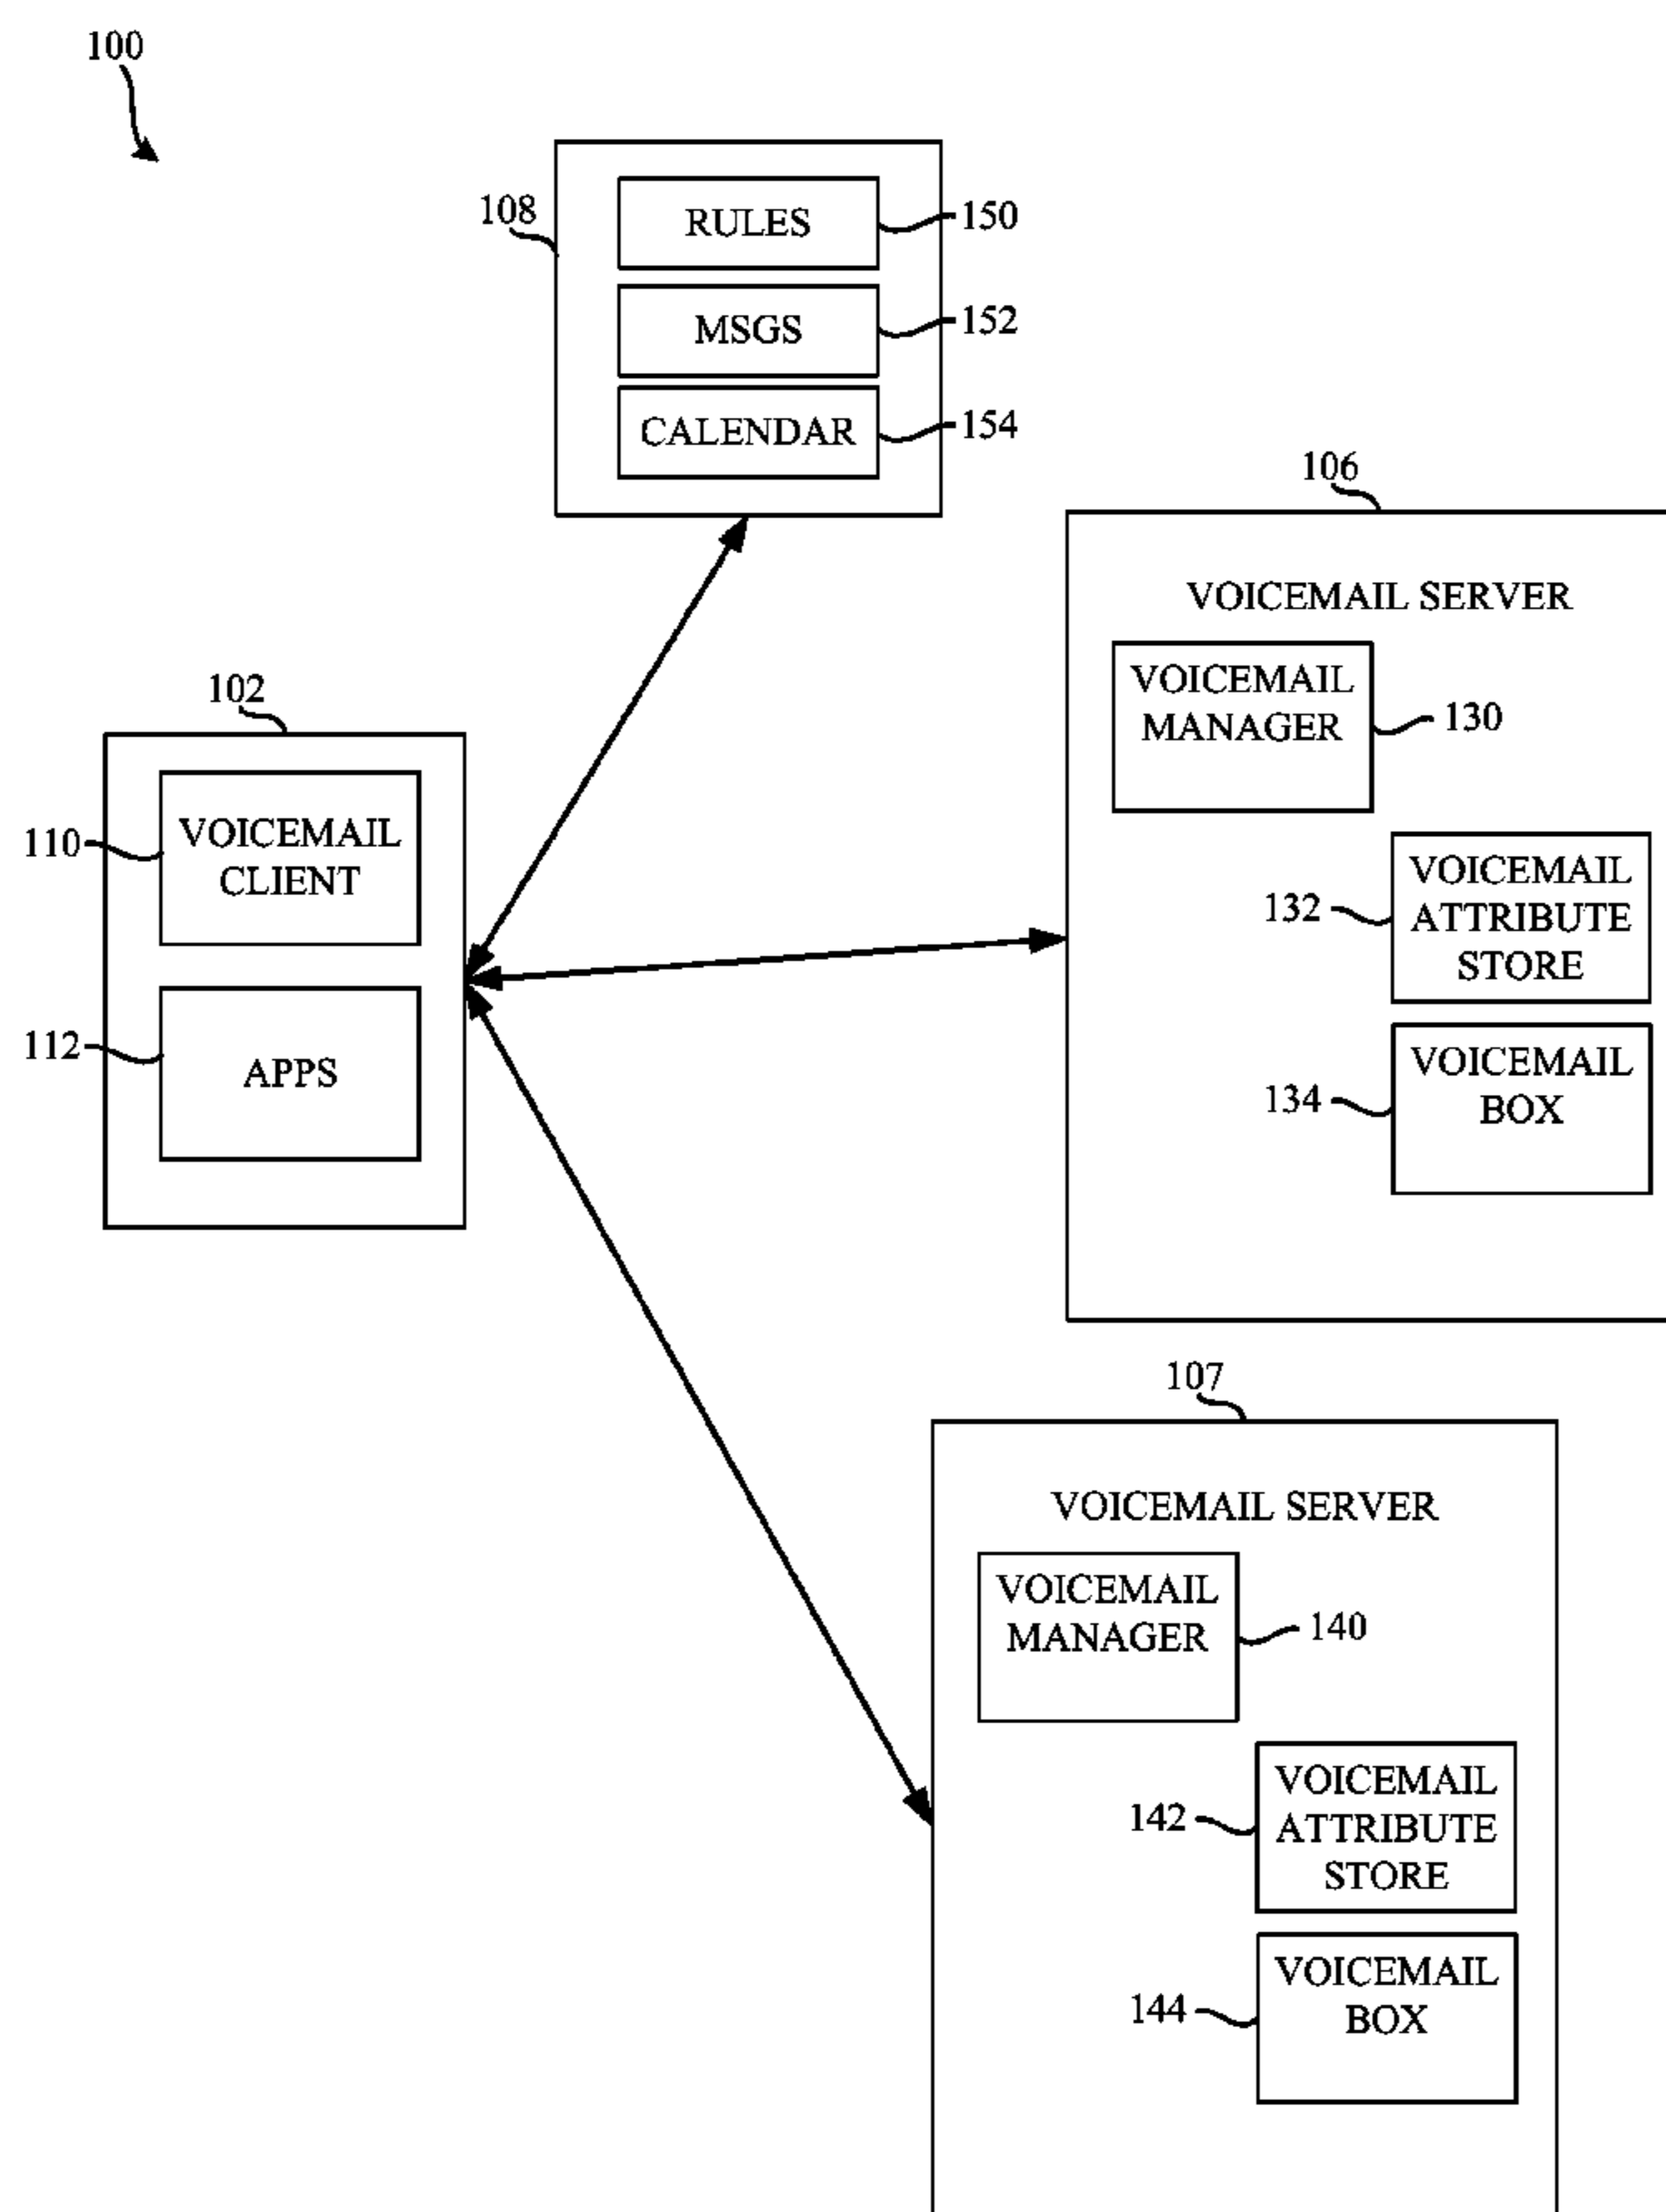 100
108
RULES
150
MSGS
152
CALENDAR
154
106
VOICEMAIL SERVER
VOICEMAIL
MANAGER
130
102
110
VOICEMAIL
CLIENT
132
VOICEMAIL
ATTRIBUTE
STORE
112
APPS
134
VOICEMAIL
BOX
107
VOICEMAIL SERVER
VOICEMAIL
MANAGER
140
142
VOICEMAIL
ATTRIBUTE
STORE
144
VOICEMAIL
BOX